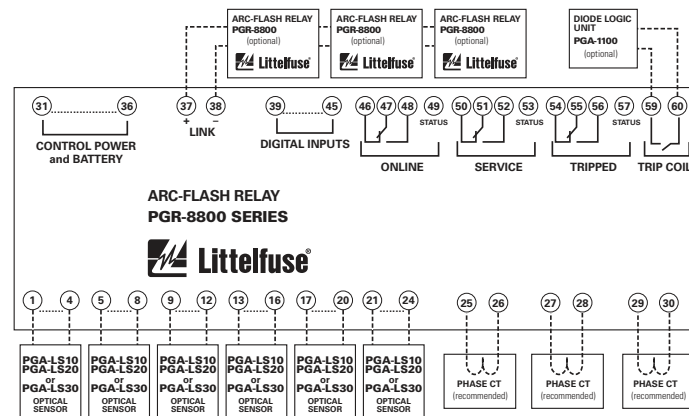 ARC-FLASH RELAY
PGR-8800
(optional)
Littelfuse
ARC-FLASH RELAY
PGR-8800
(optional)
Littelfuse
ARC-FLASH RELAY
PGR-8800
(optional)
Littelfuse
DIODE LOGIC
UNIT
PGA-1100
(optional)
31 36 37 38 39 45 46 47 48 49 50 51 52 53 54 55 56 57 59 60
+ LINK –
STATUS STATUS STATUS
CONTROL POWER
and BATTERY
DIGITAL INPUTS
ONLINE SERVICE TRIPPED TRIP COIL
ARC-FLASH RELAY
PGR-8800 SERIES
Littelfuse®
1 4 5 8 9 12 13 16 17 20 21 24 25 26 27 28 29 30
PGA-LS10
PGA-LS20
or
PGA-LS30
OPTICAL
SENSOR
PGA-LS10
PGA-LS20
or
PGA-LS30
OPTICAL
SENSOR
PGA-LS10
PGA-LS20
or
PGA-LS30
OPTICAL
SENSOR
PGA-LS10
PGA-LS20
or
PGA-LS30
OPTICAL
SENSOR
PGA-LS10
PGA-LS20
or
PGA-LS30
OPTICAL
SENSOR
PGA-LS10
PGA-LS20
or
PGA-LS30
OPTICAL
SENSOR
PHASE CT
(recommended)
PHASE CT
(recommended)
PHASE CT
(recommended)